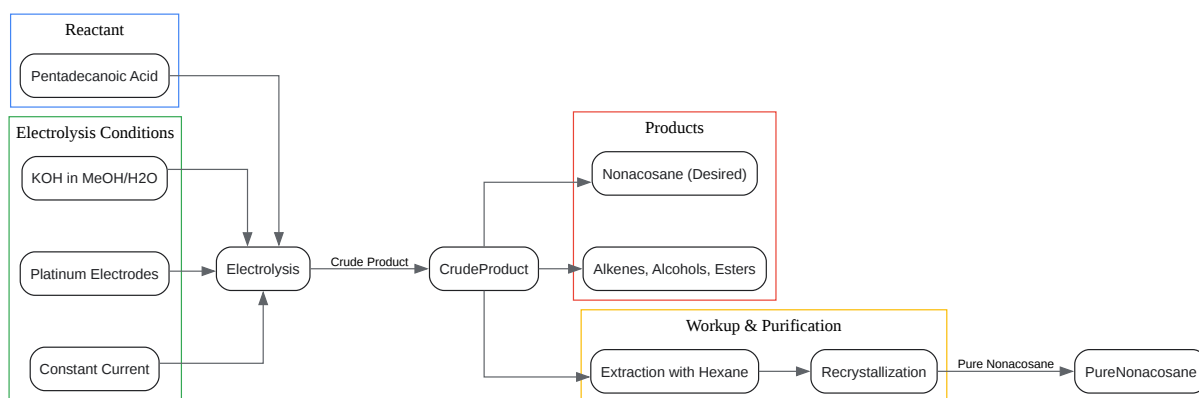 Reactant
Pentadecanoic Acid
Electrolysis Conditions
KOH in MeOH/H2O
Platinum Electrodes
Constant Current
Electrolysis
Crude Product
CrudeProduct
Products
Nonacosane (Desired)
Alkenes, Alcohols, Esters
Workup & Purification
Extraction with Hexane
Recrystallization
Pure Nonacosane
PureNonacosane